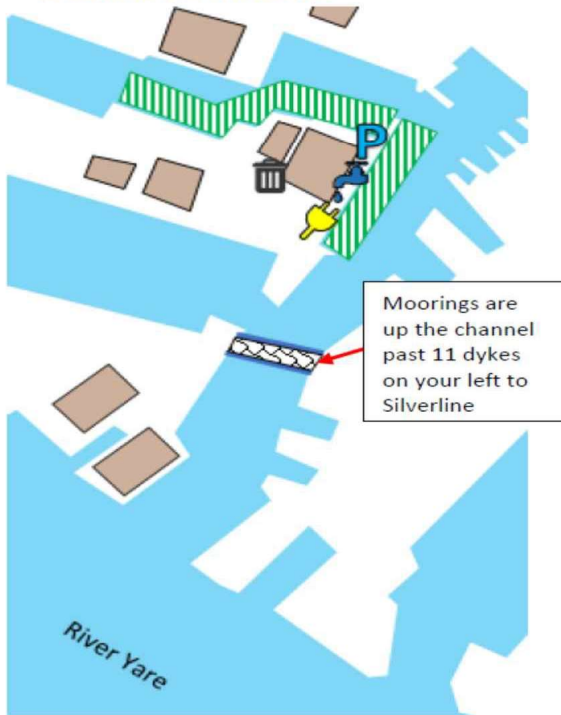 P
Moorings are
up the channel
past 11 dykes
on your left to
Silverline
River Yare